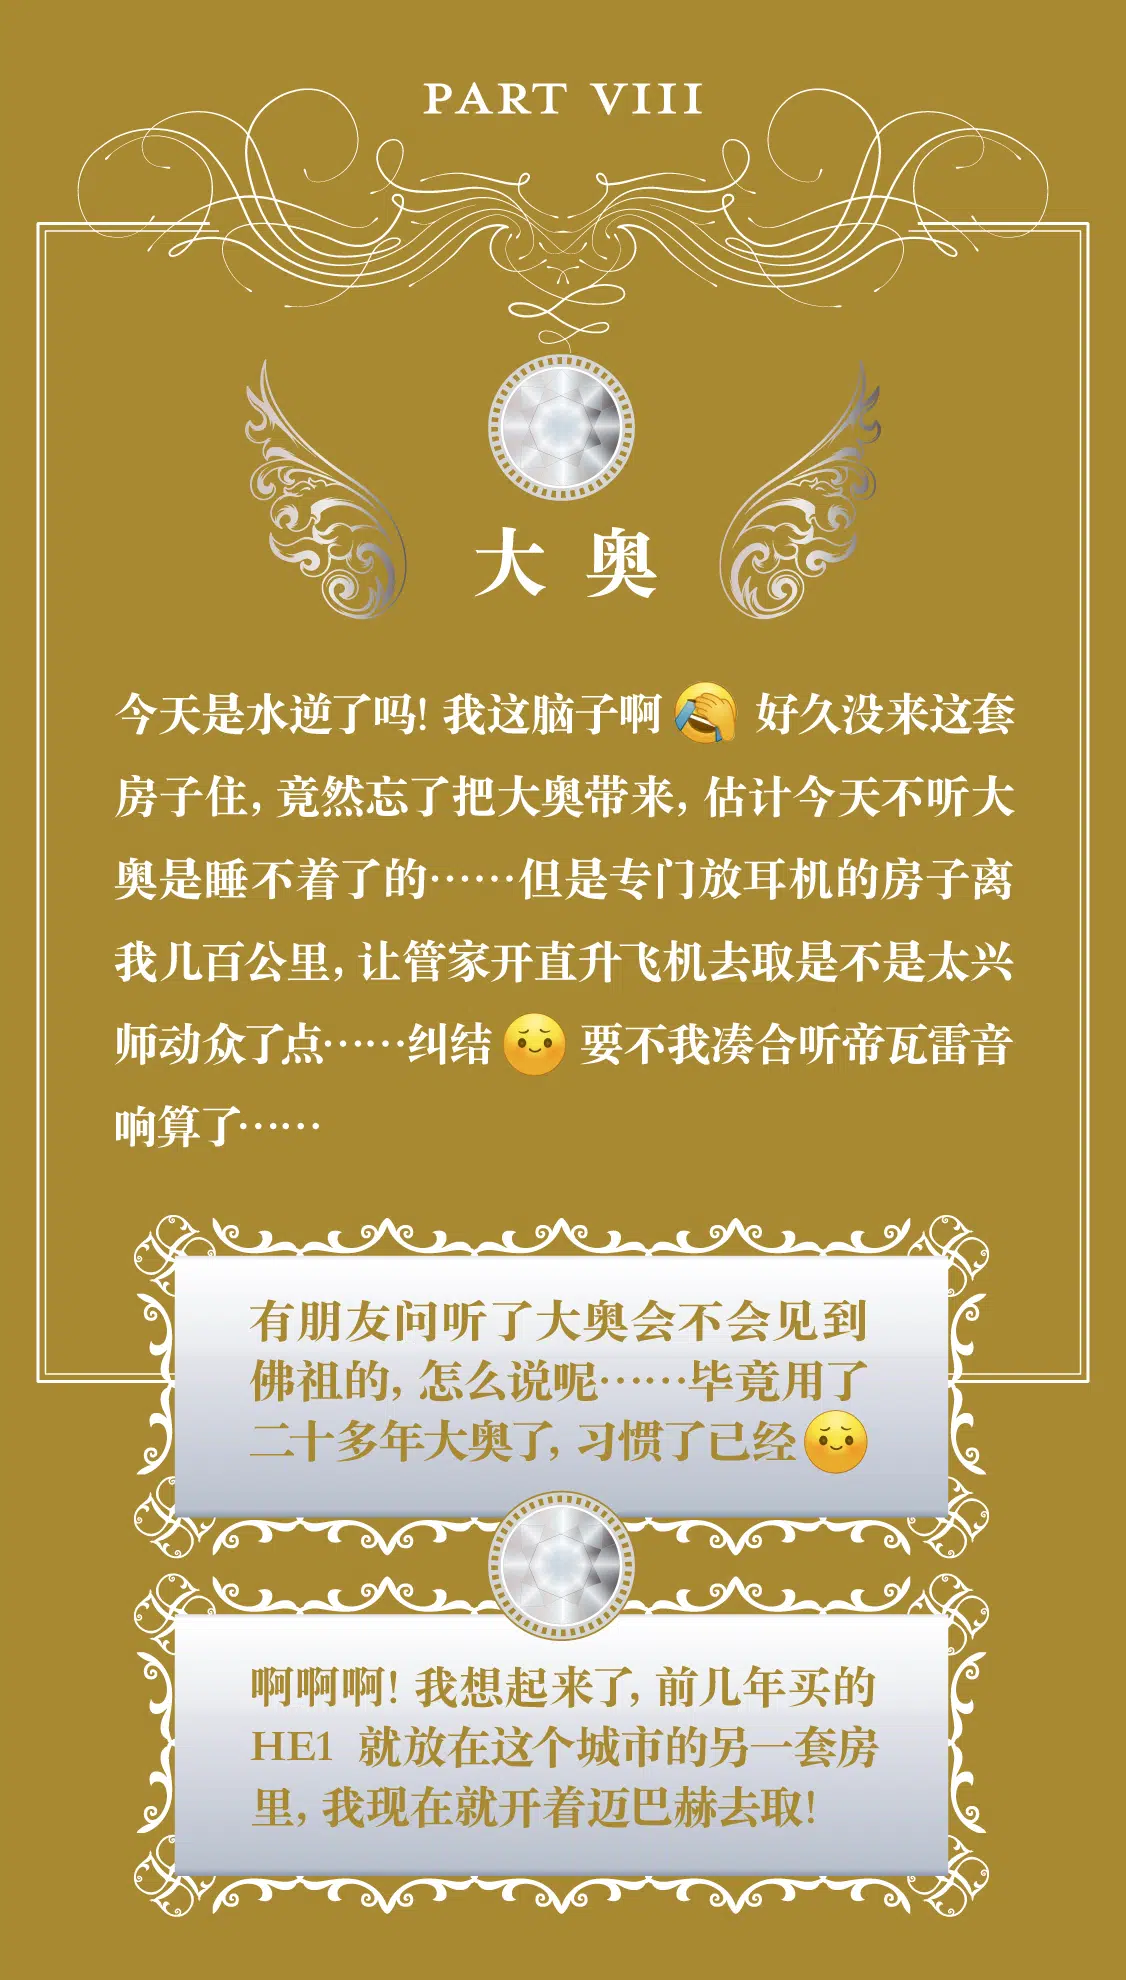 PART VIII
大奥
今天是水逆了吗！我这脑子啊🤦 好久没来这套
房子住，竟然忘了把大奥带来，估计今天不听大
奥是睡不着了的……但是专门放耳机的房子离
我几百公里，让管家开直升飞机去取是不是太兴
师动众了点……纠结😔 要不我凑合听帝瓦雷音
响算了……
有朋友问听了大奥会不会见到
佛祖的，怎么说呢……毕竟用了
二十多年大奥了，习惯了已经😔
啊啊啊！我想起来了，前几年买的
HE1 就放在这个城市的另一套房
里，我现在就开着迈巴赫去取！